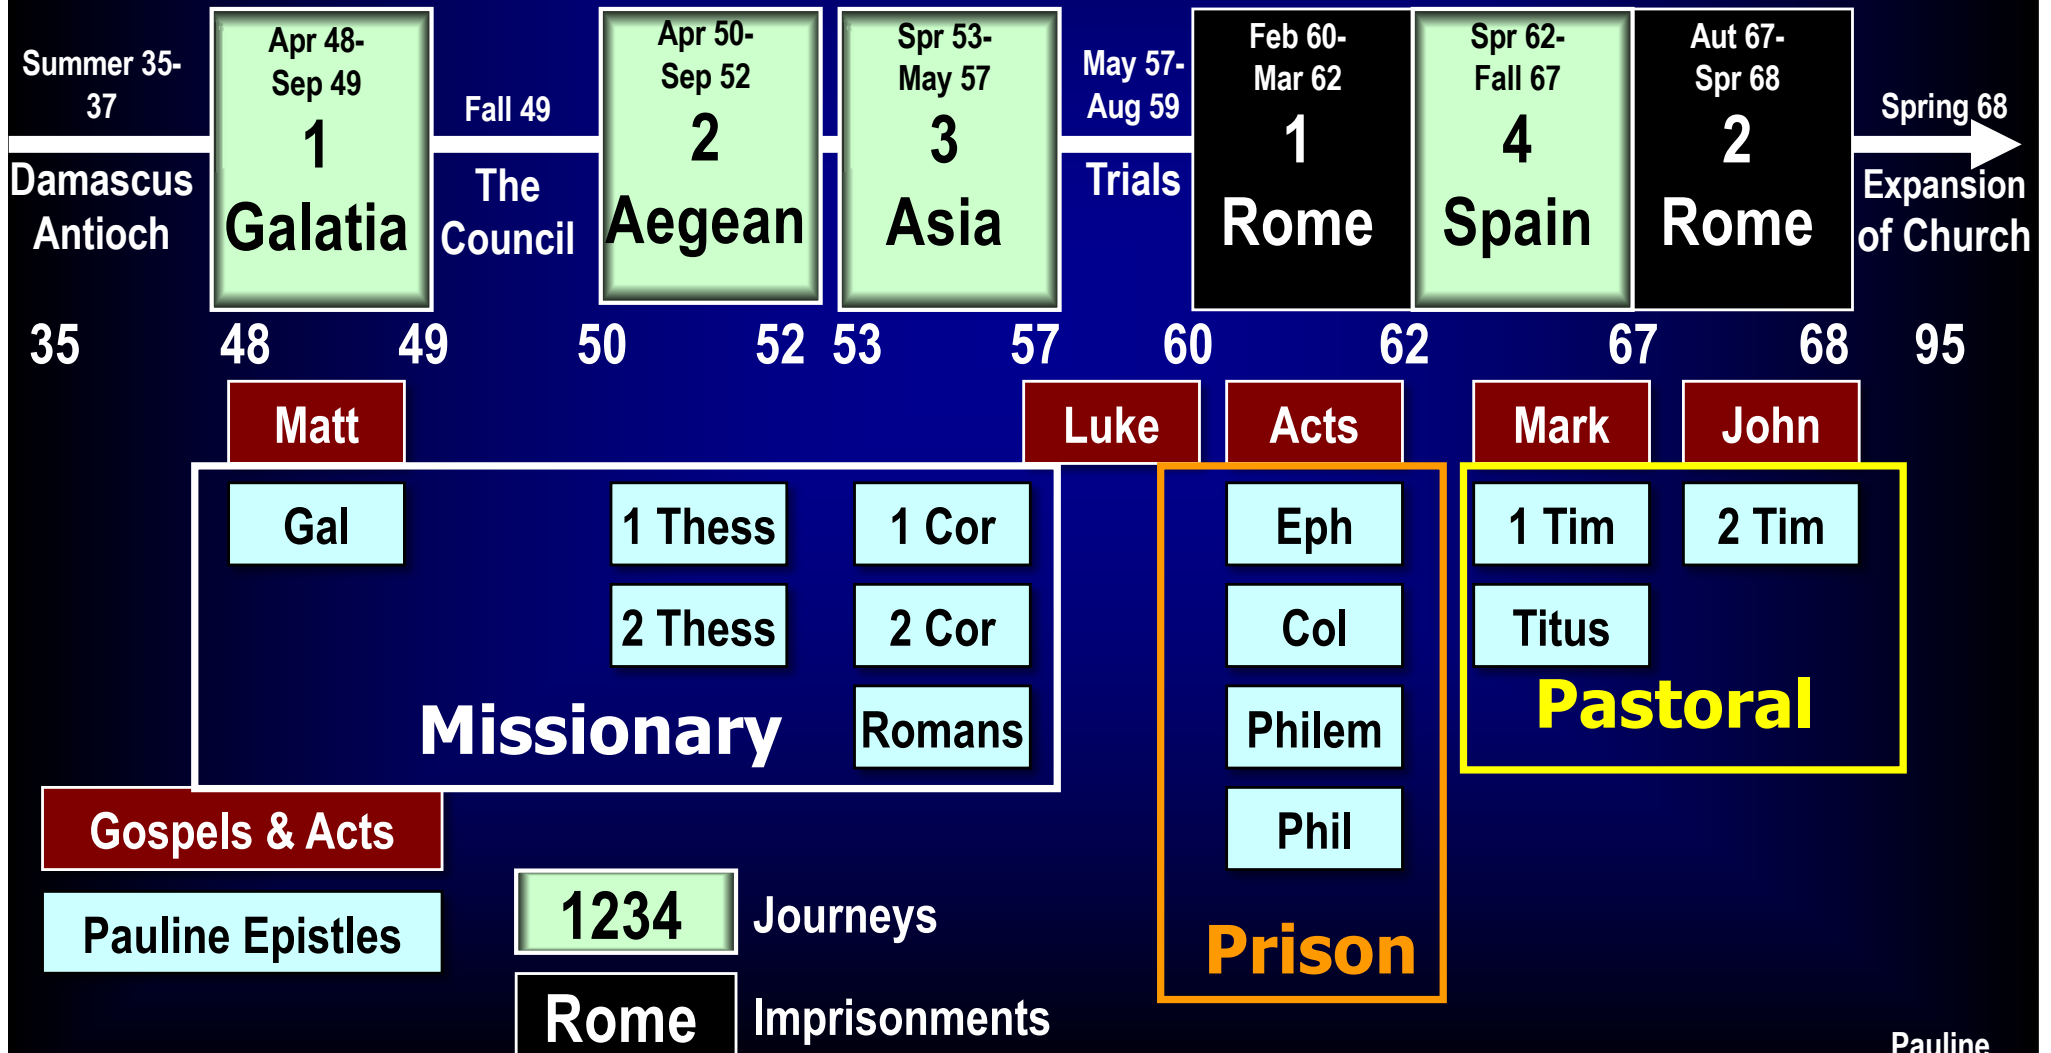 Summer 35-
37
Damascus
Antioch
Apr 48-
Sep 49
1
Galatia
Fall 49
The
Council
Apr 50-
Sep 52
2
Aegean
Spr 53-
May 57
3
Asia
May 57-
Aug 59
Trials
Feb 60-
Mar 62
1
Rome
Spr 62-
Fall 67
4
Spain
Aut 67-
Spr 68
2
Rome
Spring 68
Expansion
of Church
35 48 49 50 52 53 57 60 62 67 68 95
Matt Luke Acts Mark John
Gal 1 Thess 1 Cor Eph 1 Tim 2 Tim
2 Thess 2 Cor Col Titus
Missionary Romans Philem Pastoral
Phil
Prison
Gospels & Acts
Pauline Epistles
1234 Journeys
Rome Imprisonments
Pauline